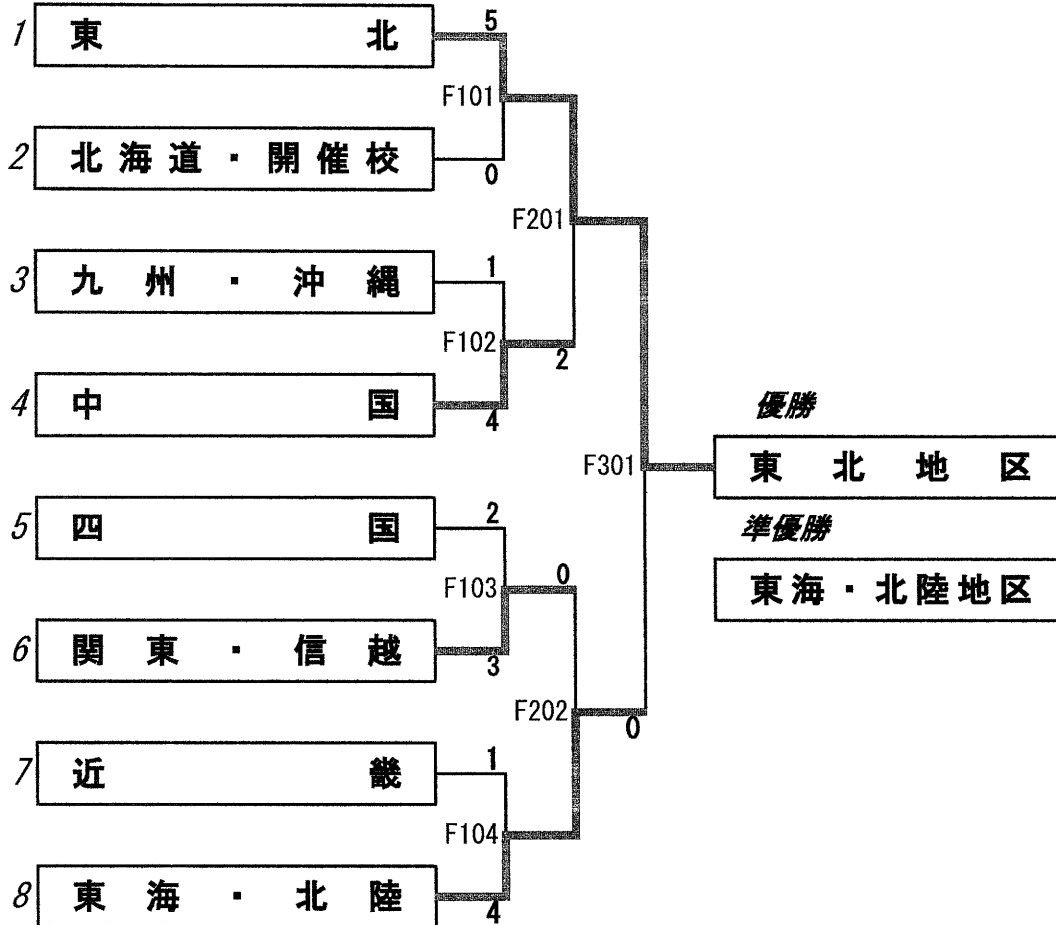 5
1 東北
F101
2 北海道・開催校
0
F201
1
3 九州・沖縄
F102
2
4 中国
4
優勝
F301
東北地区
2
5 四国
準優勝
0
F103
東海・北陸地区
6 関東・信越
3
F202
0
1
7 近畿
F104
8 東海・北陸
4